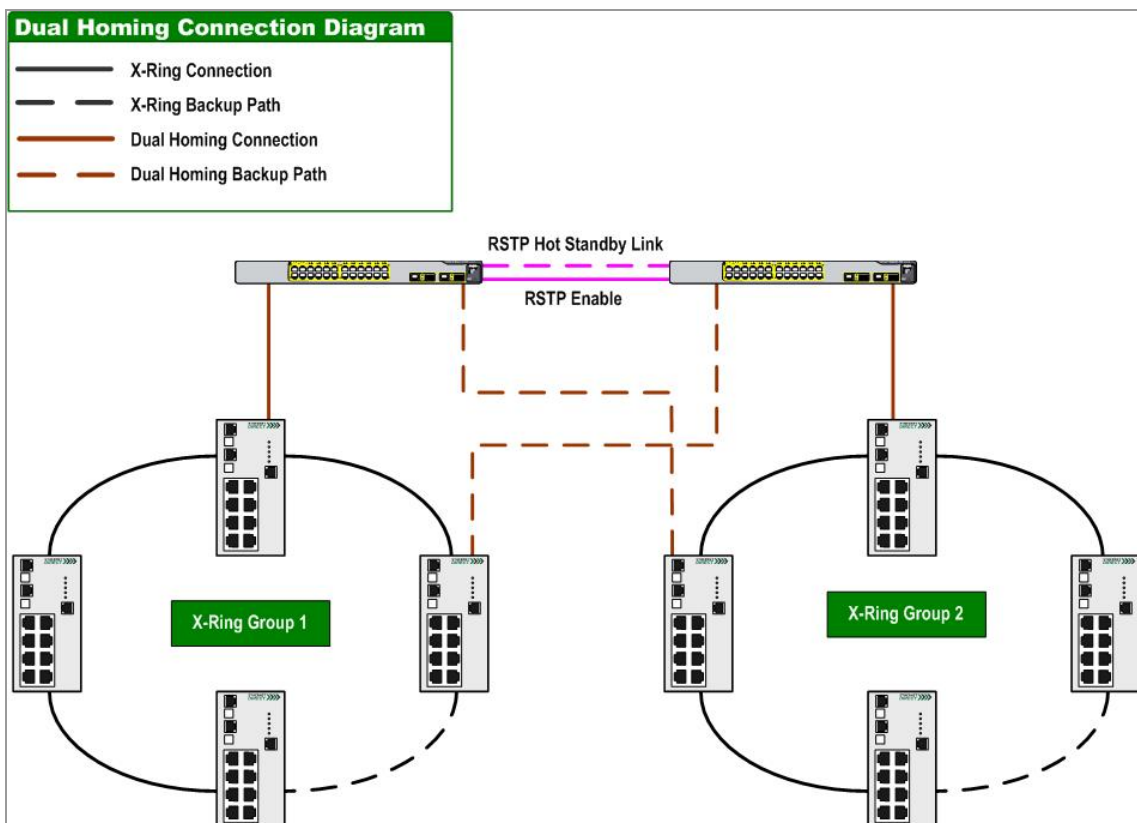 Dual Homing Connection Diagram
X-Ring Connection
X-Ring Backup Path
Dual Homing Connection
Dual Homing Backup Path
RSTP Hot Standby Link
RSTP Enable
X-Ring Group 1
X-Ring Group 2